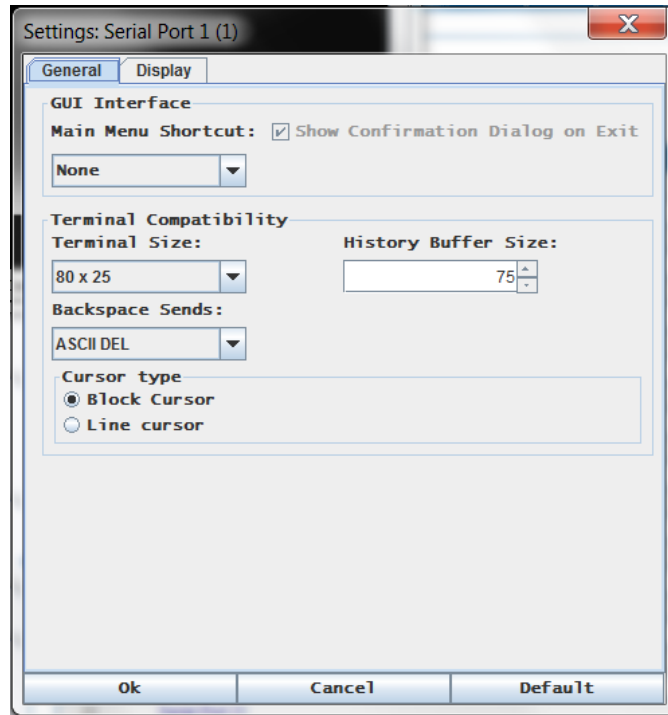 Settings: Serial Port 1 (1)
General Display
GUI Interface
Main Menu Shortcut: Show Confirmation Dialog on Exit
None
Terminal Compatibility
Terminal Size: History Buffer Size:
80 x 25 75
Backspace Sends:
ASCII DEL
Cursor type
Block Cursor
Line cursor
Ok Cancel Default